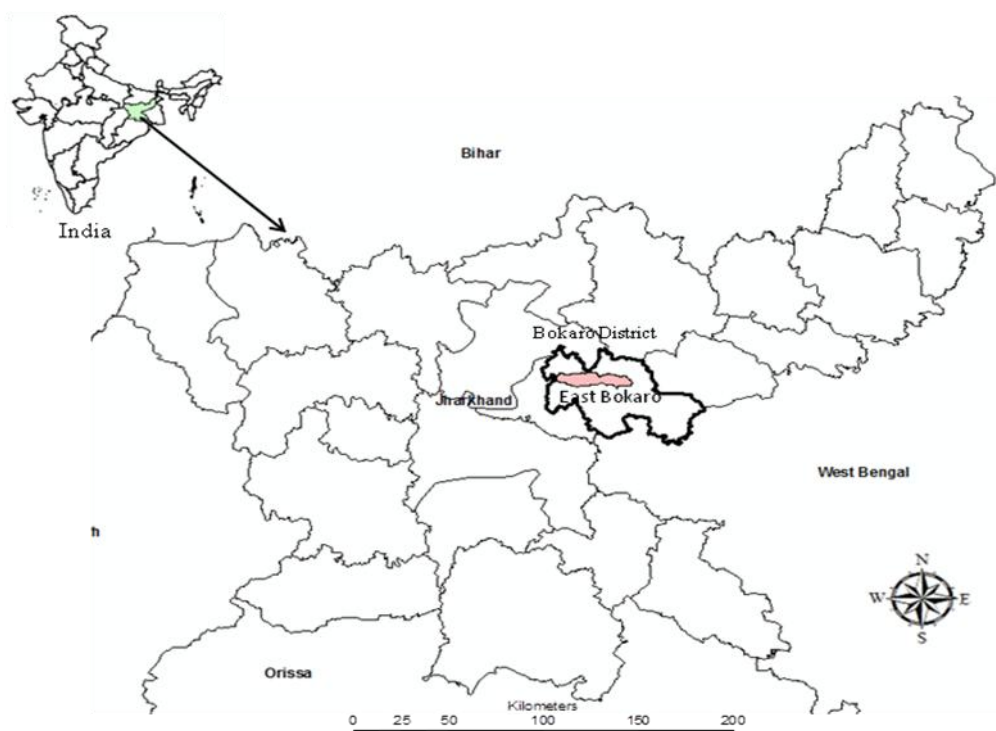 India
Bihar
Bokaro District
East Bokaro
Jharkhand
West Bengal
h
N
W E
S
Orissa
Kilometers
0 25 50 100 150 200